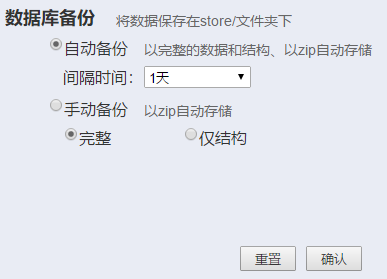 数据库备份 将数据保存在store/文件夹下
自动备份 以完整的数据和结构、以zip自动存储
间隔时间： 1天
手动备份 以zip自动存储
完整 仅结构
重置 确认